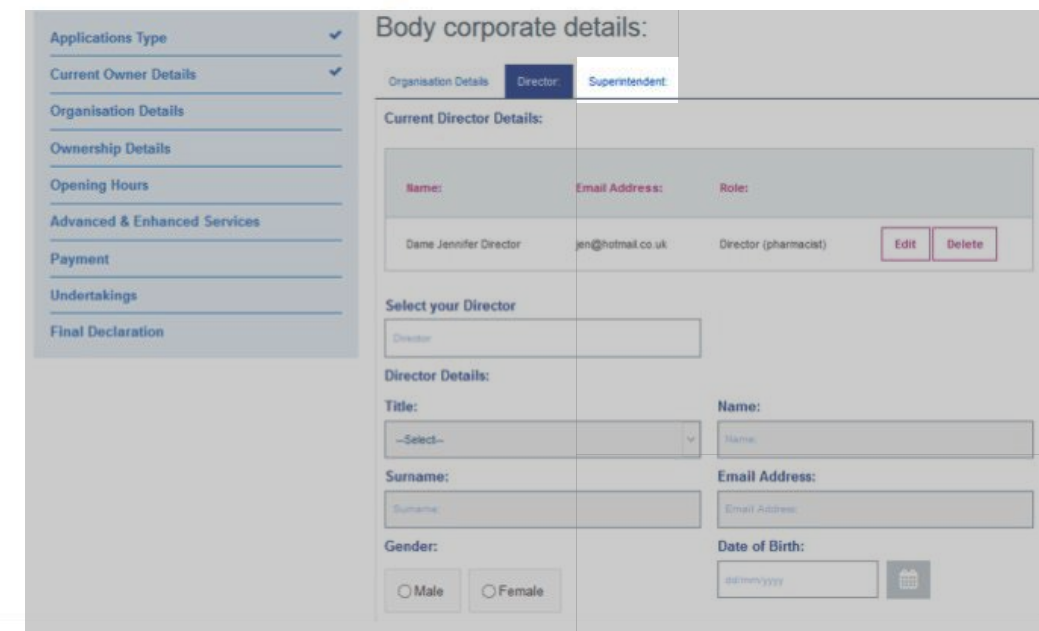 Applications Type
Current Owner Details
Organisation Details
Ownership Details
Opening Hours
Advanced & Enhanced Services
Payment
Undertakings
Final Declaration
Body corporate details:
Organisation Details Director: Superintendent:
Current Director Details:
Name: Email Address: Role:
Dame Jennifer Director jen@hotmail.co.uk Director (pharmacist) Edit Delete
Select your Director
Director
Director Details:
Title: Name:
--Select-- Name:
Surname: Email Address:
Surname: Email Address:
Gender: Date of Birth:
Male Female dd/mm/yyyy